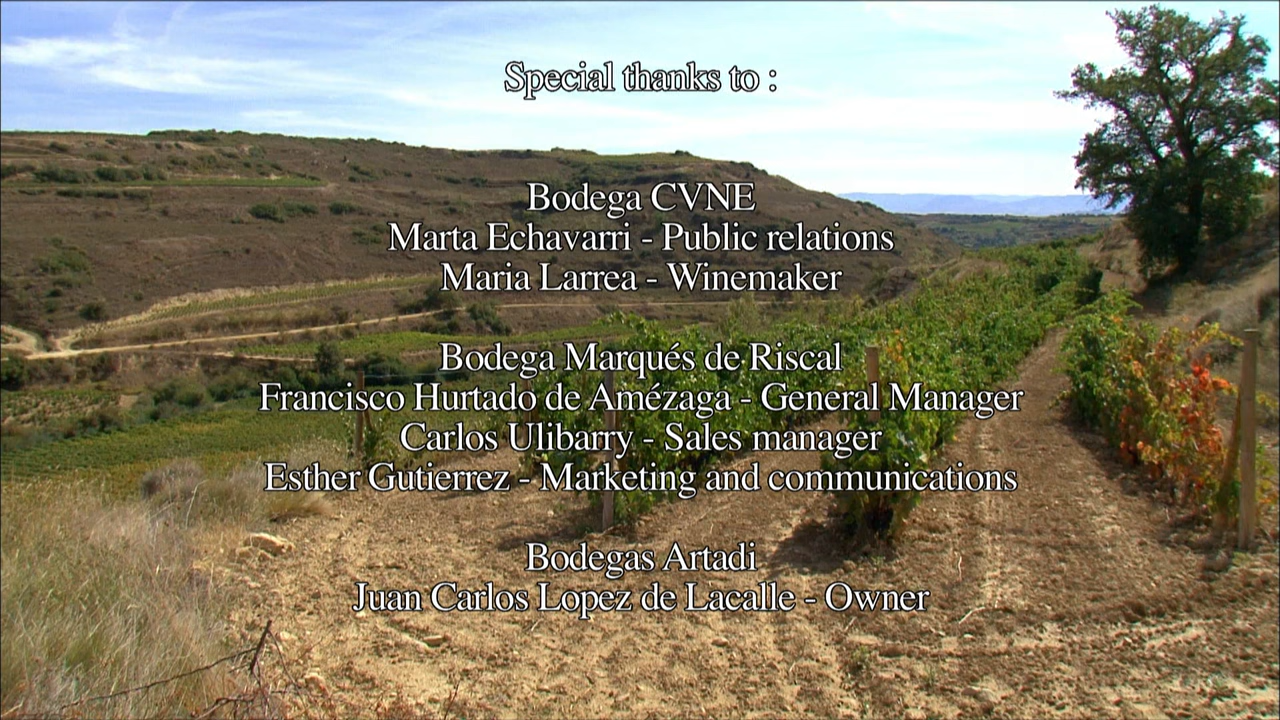 Special thanks to :
Bodega CVNE
Marta Echavarri - Public relations
Maria Larrea - Winemaker
Bodega Marqués de Riscal
Francisco Hurtado de Amézaga - General Manager
Carlos Ulibarry - Sales manager
Esther Gutierrez - Marketing and communications
Bodegas Artadi
Juan Carlos Lopez de Lacalle - Owner